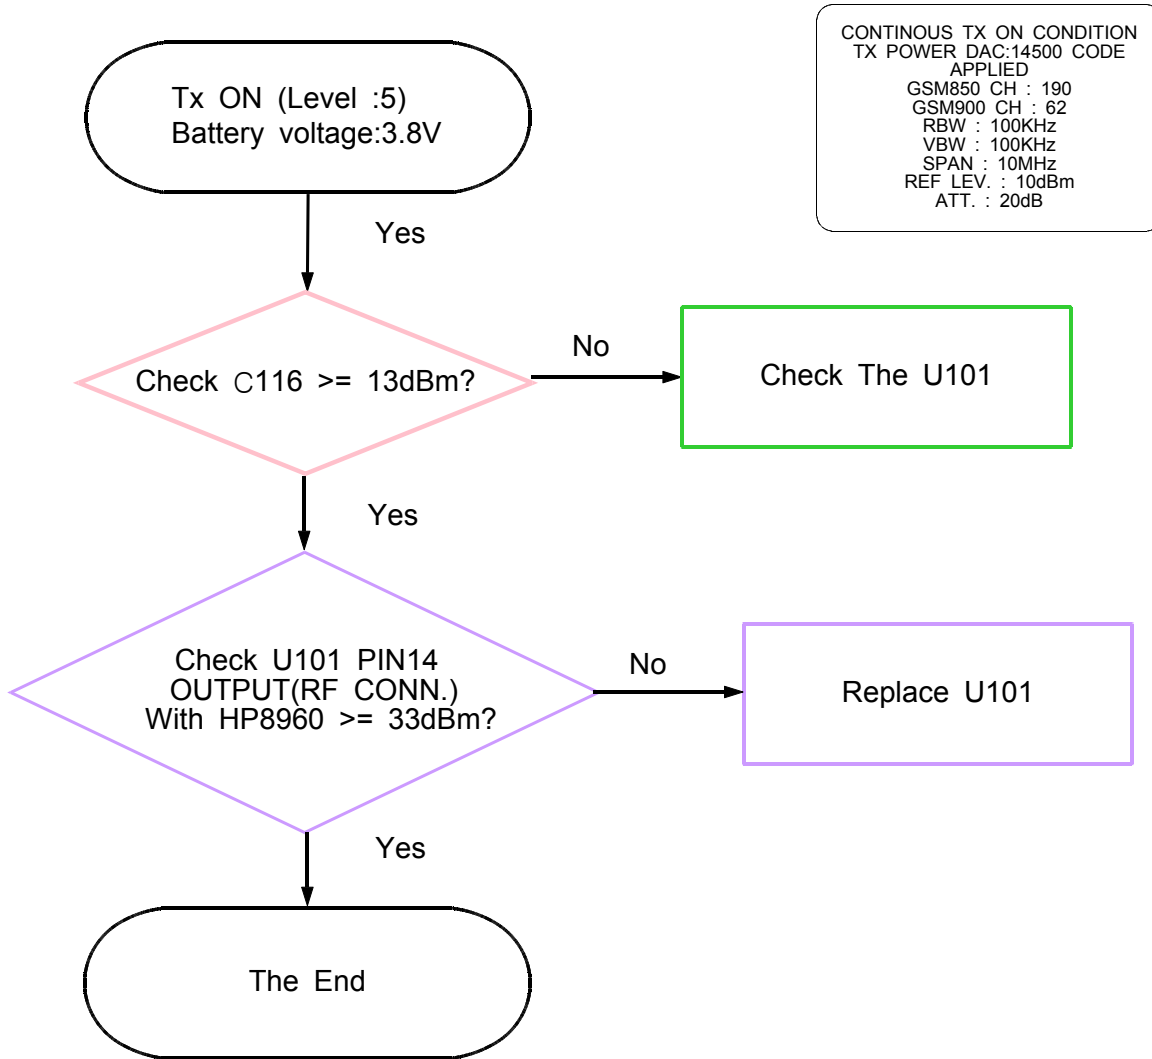 CONTINOUS TX ON CONDITION
TX POWER DAC:14500 CODE
APPLIED
GSM850 CH : 190
GSM900 CH : 62
RBW : 100KHz
VBW : 100KHz
SPAN : 10MHz
REF LEV. : 10dBm
ATT. : 20dB
Tx ON (Level :5)
Battery voltage:3.8V
Yes
Check C116 >= 13dBm?
No
Check The U101
Yes
Check U101 PIN14
OUTPUT(RF CONN.)
With HP8960 >= 33dBm?
No
Replace U101
Yes
The End